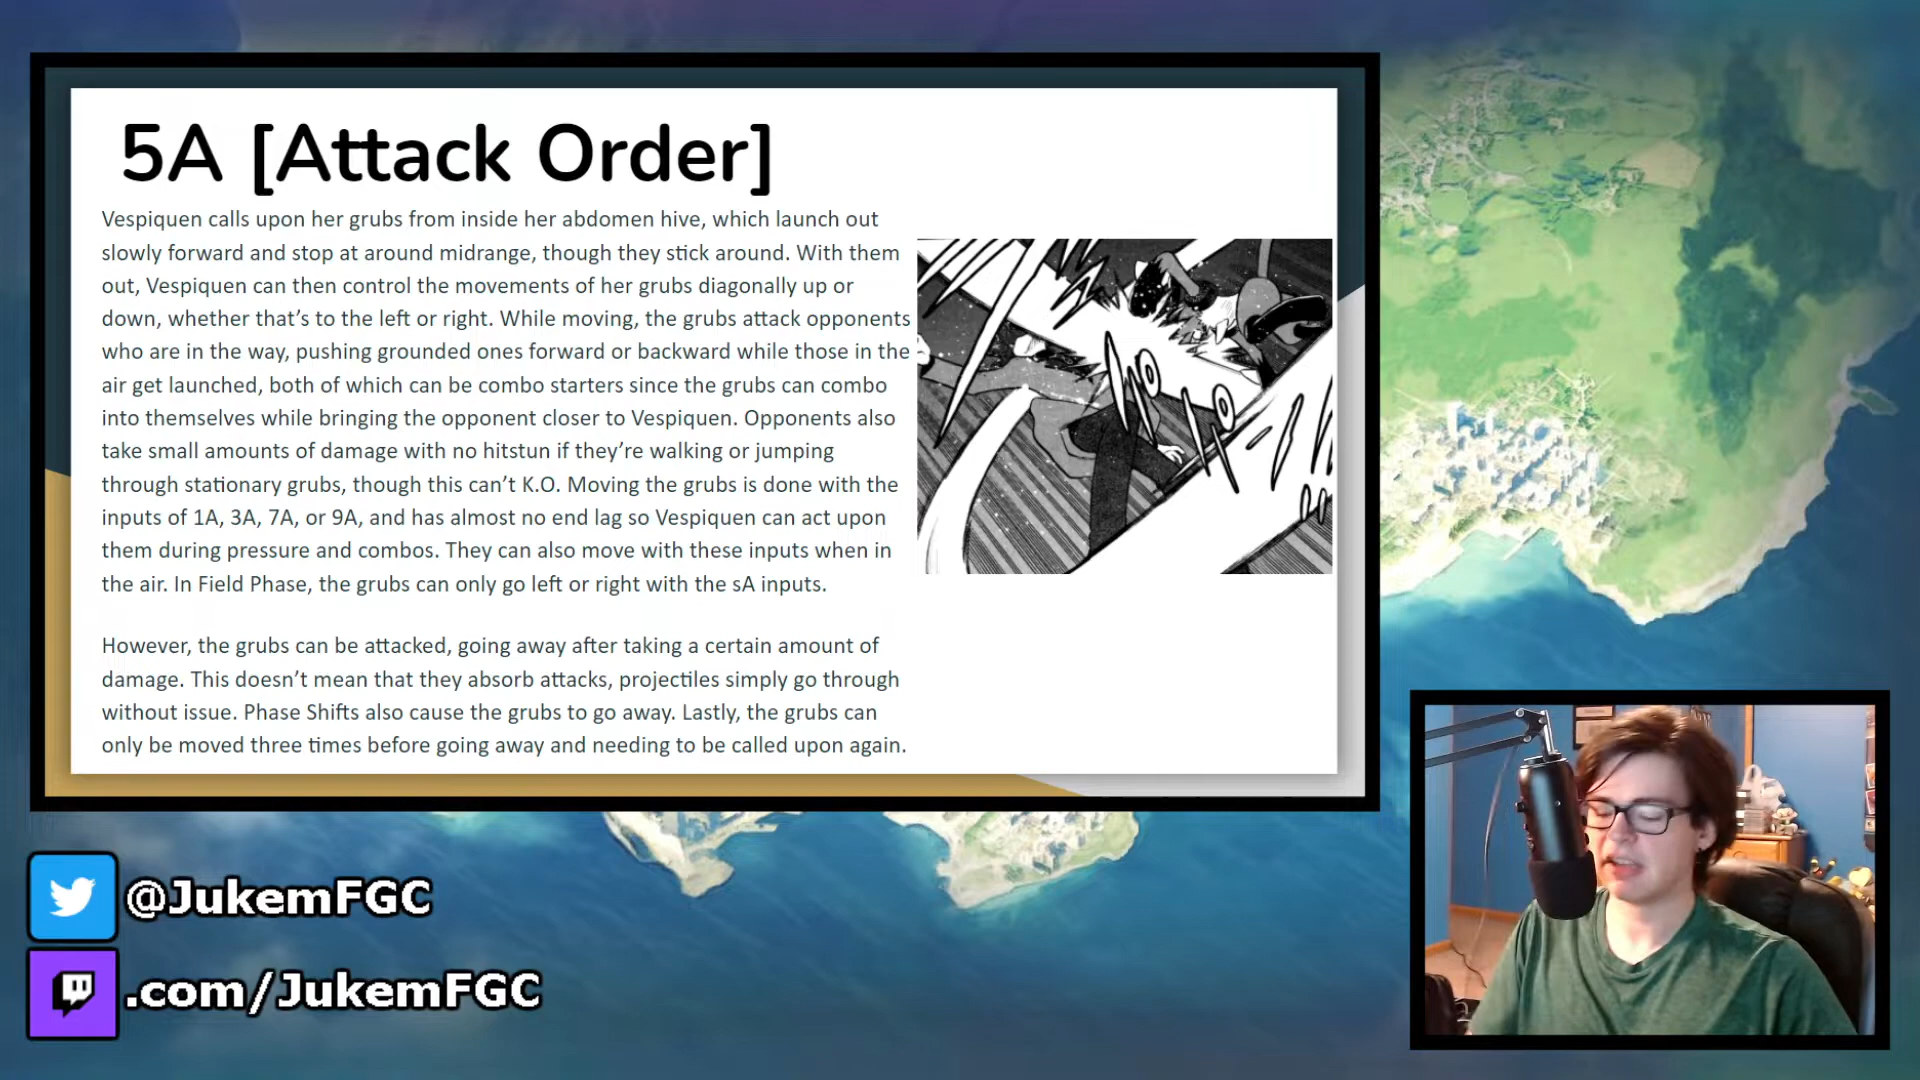 5A [Attack Order]
Vespiquen calls upon her grubs from inside her abdomen hive, which launch out
slowly forward and stop at around midrange, though they stick around. With them
out, Vespiquen can then control the movements of her grubs diagonally up or
down, whether that’s to the left or right. While moving, the grubs attack opponents
who are in the way, pushing grounded ones forward or backward while those in the
air get launched, both of which can be combo starters since the grubs can combo
into themselves while bringing the opponent closer to Vespiquen. Opponents also
take small amounts of damage with no hitstun if they’re walking or jumping
through stationary grubs, though this can’t K.O. Moving the grubs is done with the
inputs of 1A, 3A, 7A, or 9A, and has almost no end lag so Vespiquen can act upon
them during pressure and combos. They can also move with these inputs when in
the air. In Field Phase, the grubs can only go left or right with the sA inputs.
However, the grubs can be attacked, going away after taking a certain amount of
damage. This doesn’t mean that they absorb attacks, projectiles simply go through
without issue. Phase Shifts also cause the grubs to go away. Lastly, the grubs can
only be moved three times before going away and needing to be called upon again.
@JukemFGC
.com/JukemFGC